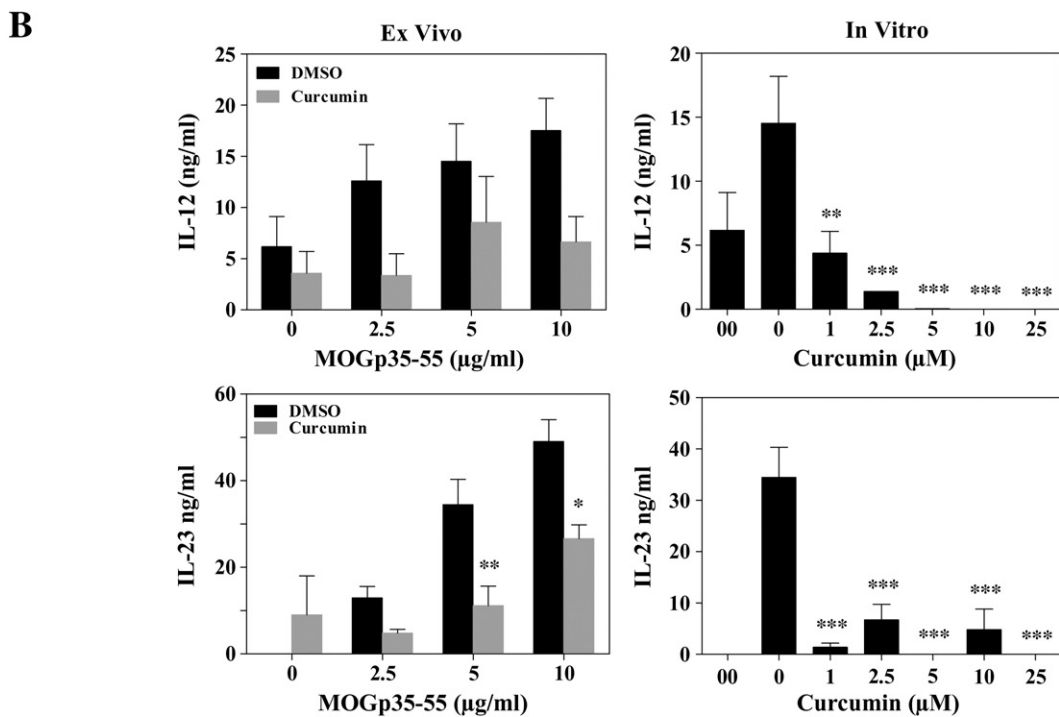 B
Ex Vivo
In Vitro
DMSO
Curcumin
25
20
15
10
5
0
IL-12 (ng/ml)
0 2.5 5 10
MOGp35-55 (μg/ml)
20
15
10
5
0
IL-12 (ng/ml)
** *** *** *** ***
00 0 1 2.5 5 10 25
Curcumin (μM)
DMSO
Curcumin
60
40
20
0
IL-23 ng/ml
** *
0 2.5 5 10
MOGp35-55 (μg/ml)
50
40
30
20
10
0
IL-23 ng/ml
*** *** *** *** ***
00 0 1 2.5 5 10 25
Curcumin (μM)